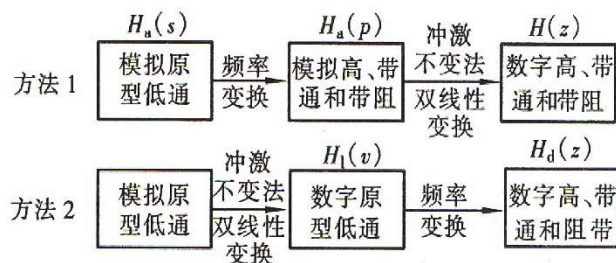 Hₐ(s) Hₐ(p) 冲激 H(z)
方法1 模拟原 频率 模拟高、带 不变法 数字高、带
型低通 变换 通和带阻 双线性 通和带阻
变换
冲激 H₁(v) H_d(z)
方法2 模拟原 不变法 数字原 频率 数字高、带
型低通 双线性 型低通 变换 通和阻带
变换